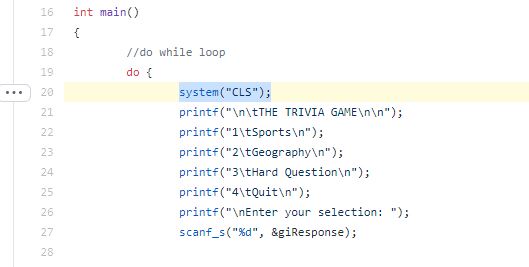 16 int main()
17 {
18 //do while loop
19 do {
20 system("CLS");
21 printf("\n\tTHE TRIVIA GAME\n\n");
22 printf("1\tSports\n");
23 printf("2\tGeography\n");
24 printf("3\tHard Question\n");
25 printf("4\tQuit\n");
26 printf("\nEnter your selection: ");
27 scanf_s("%d", &giResponse);
28